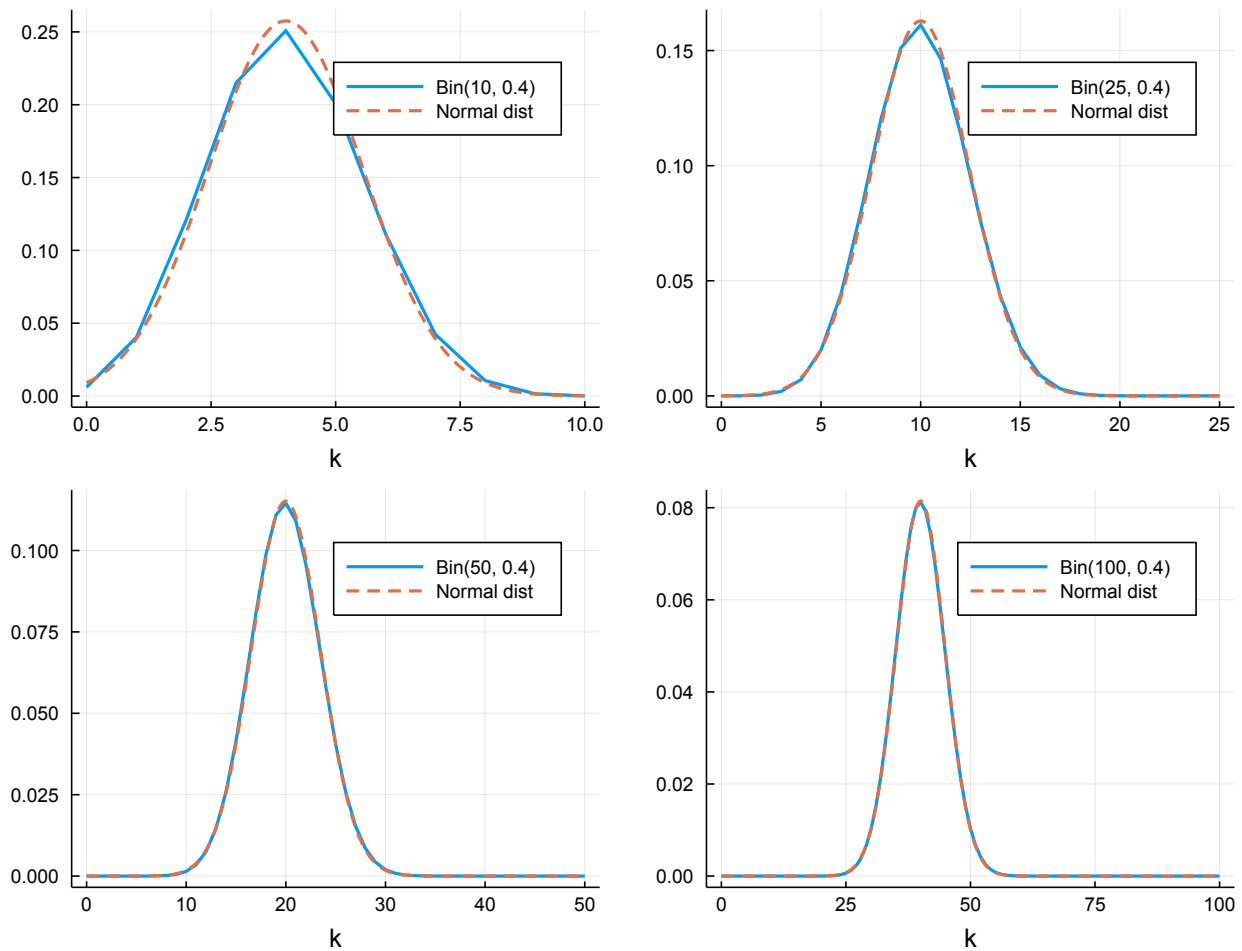 0.25
0.20
0.15
0.10
0.05
0.00
Bin(10, 0.4)
Normal dist
0.0 2.5 5.0 7.5 10.0
k
0.15
0.10
0.05
0.00
Bin(25, 0.4)
Normal dist
0 5 10 15 20 25
k
0.100
0.075
0.050
0.025
0.000
Bin(50, 0.4)
Normal dist
0 10 20 30 40 50
k
0.08
0.06
0.04
0.02
0.00
Bin(100, 0.4)
Normal dist
0 25 50 75 100
k